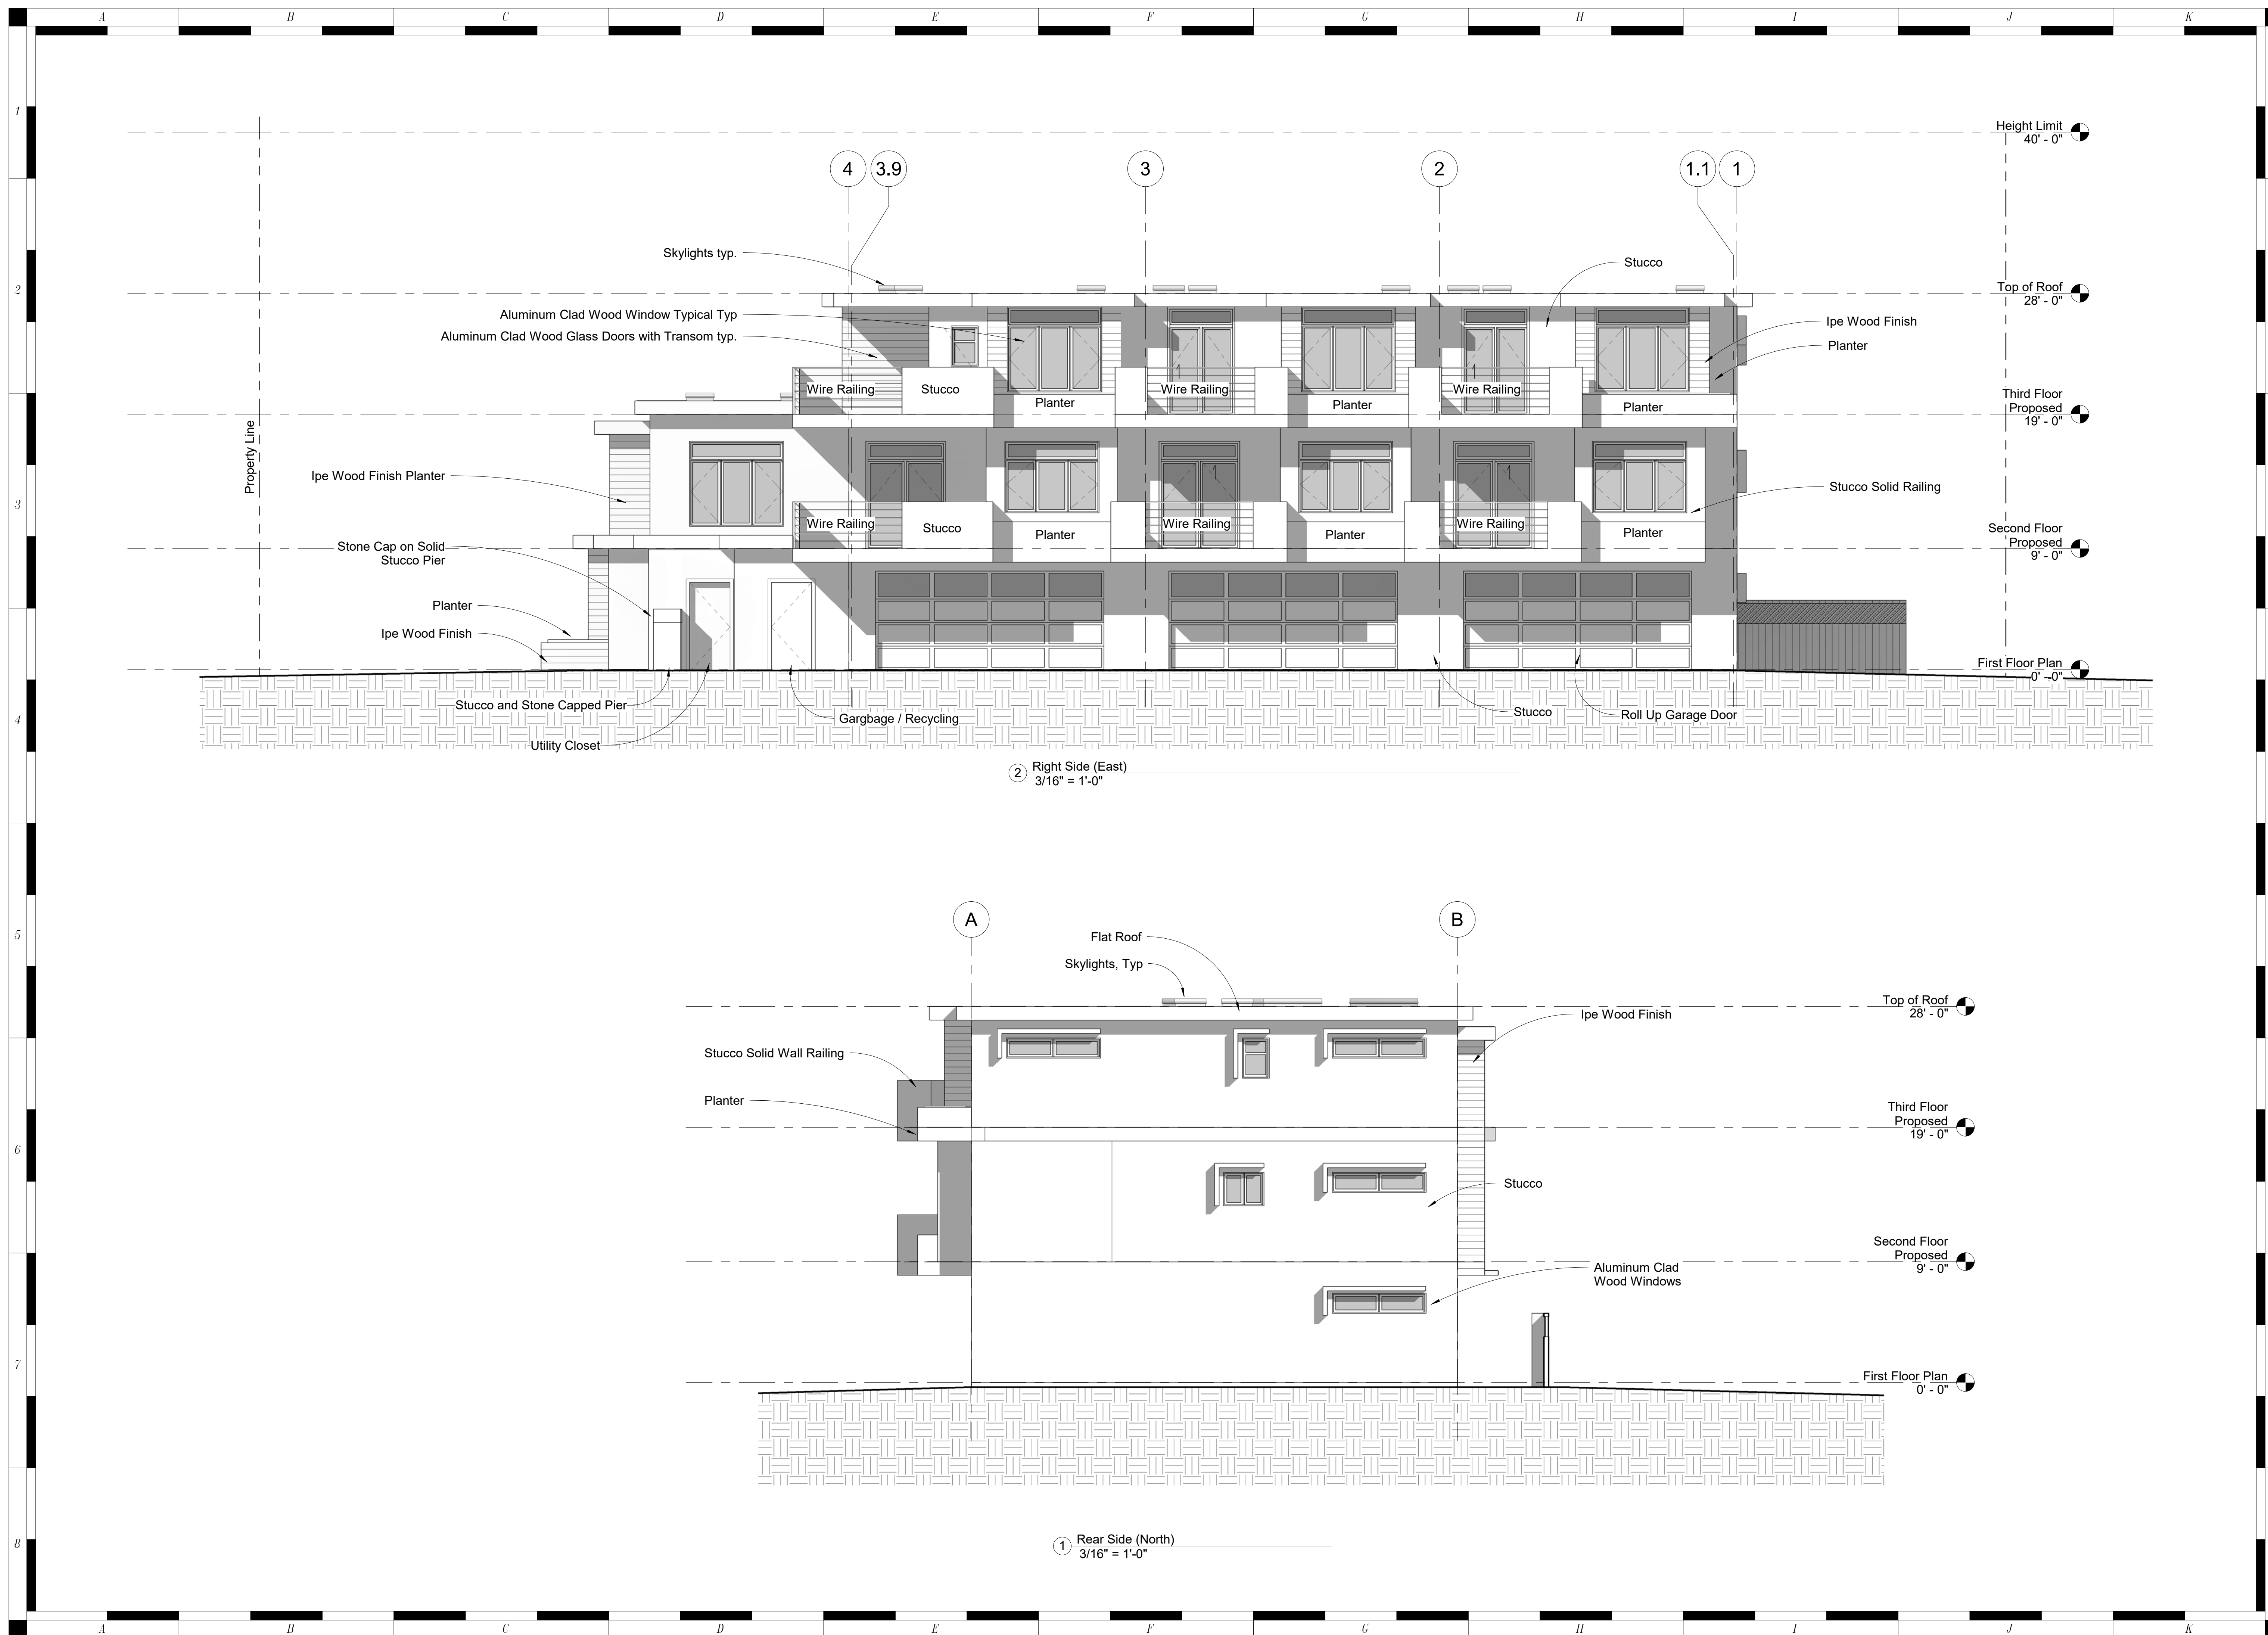 A B C D E F G H I J K
1
Height Limit
40' - 0"
4 3.9 3 2 1.1 1
Skylights typ.
Stucco
2
Top of Roof
28' - 0"
Aluminum Clad Wood Window Typical Typ
Ipe Wood Finish
Aluminum Clad Wood Glass Doors with Transom typ.
Planter
Wire Railing
Stucco
Planter
Wire Railing
Planter
Wire Railing
Planter
Third Floor
Proposed
19' - 0"
Property Line
Ipe Wood Finish Planter
Stucco Solid Railing
3
Wire Railing
Stucco
Planter
Wire Railing
Planter
Wire Railing
Planter
Second Floor
Proposed
9' - 0"
Stone Cap on Solid
Stucco Pier
Planter
Ipe Wood Finish
First Floor Plan
0' - 0"
Stucco and Stone Capped Pier
Gargbage / Recycling
Stucco
Roll Up Garage Door
4
Utility Closet
2 Right Side (East)
3/16" = 1'-0"
A B
5
Flat Roof
Skylights, Typ
Top of Roof
28' - 0"
Ipe Wood Finish
Stucco Solid Wall Railing
Planter
Third Floor
Proposed
19' - 0"
6
Stucco
Second Floor
Proposed
9' - 0"
Aluminum Clad
Wood Windows
7
First Floor Plan
0' - 0"
8
1 Rear Side (North)
3/16" = 1'-0"
A B C D E F G H I J K